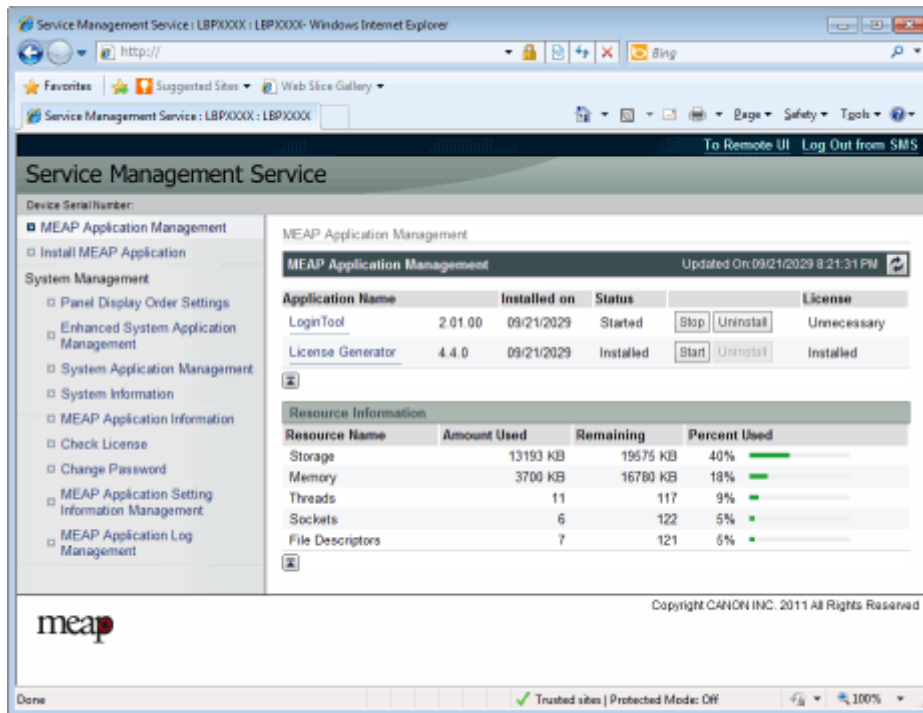 Service Management Service : LBPXXXX : LBPXXXX- Windows Internet Explorer
http://
Bing
Favorites Suggested Sites Web Slice Gallery
Service Management Service : LBPXXXX : LBPXXXX
Page Safety Tools
To Remote UI Log Out from SMS
Service Management Service
Device Serial Number:
MEAP Application Management
Install MEAP Application
System Management
Panel Display Order Settings
Enhanced System Application
Management
System Application Management
System Information
MEAP Application Information
Check License
Change Password
MEAP Application Setting
Information Management
MEAP Application Log
Management
MEAP Application Management
MEAP Application Management Updated On:09/21/2029 8:21:31 PM
Application Name Installed on Status License
LoginTool 2.01.00 09/21/2029 Started Stop Uninstall Unnecessary
License Generator 4.4.0 09/21/2029 Installed Start Uninstall Installed
Resource Information
Resource Name Amount Used Remaining Percent Used
Storage 13193 KB 19575 KB 40%
Memory 3700 KB 16780 KB 18%
Threads 11 117 9%
Sockets 6 122 5%
File Descriptors 7 121 6%
Copyright CANON INC. 2011 All Rights Reserved
meap
Done Trusted sites | Protected Mode: Off 100%